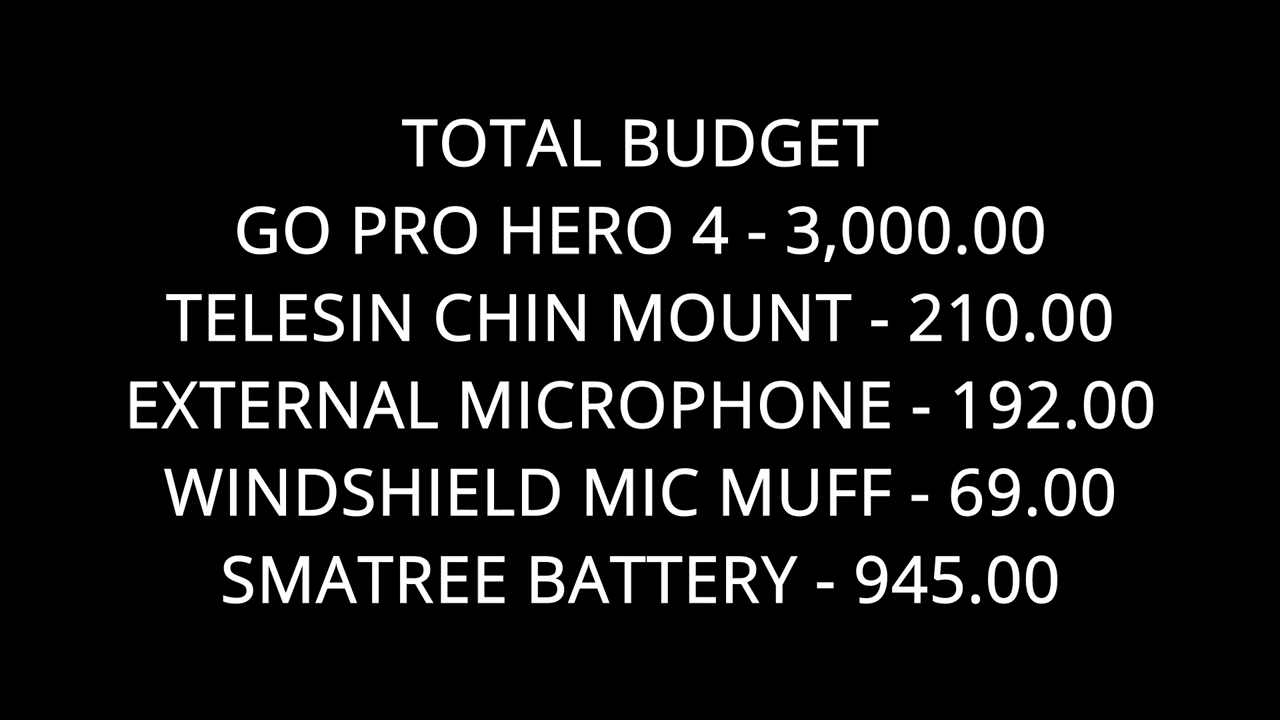 TOTAL BUDGET
GO PRO HERO 4 - 3,000.00
TELESIN CHIN MOUNT - 210.00
EXTERNAL MICROPHONE - 192.00
WINDSHIELD MIC MUFF - 69.00
SMATREE BATTERY - 945.00